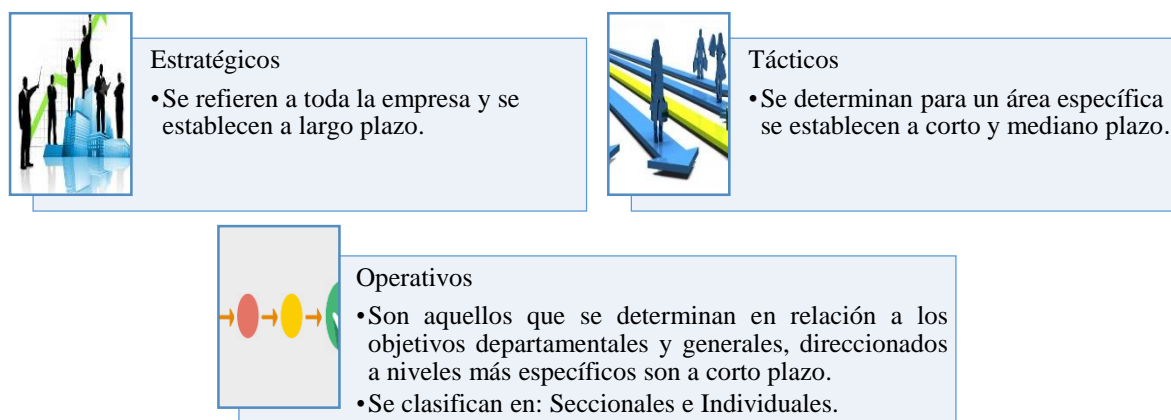 Estratégicos
•Se refieren a toda la empresa y se
establecen a largo plazo.
Tácticos
•Se determinan para un área específica
se establecen a corto y mediano plazo.
Operativos
•Son aquellos que se determinan en relación a los
objetivos departamentales y generales, direccionados
a niveles más específicos son a corto plazo.
•Se clasifican en: Seccionales e Individuales.